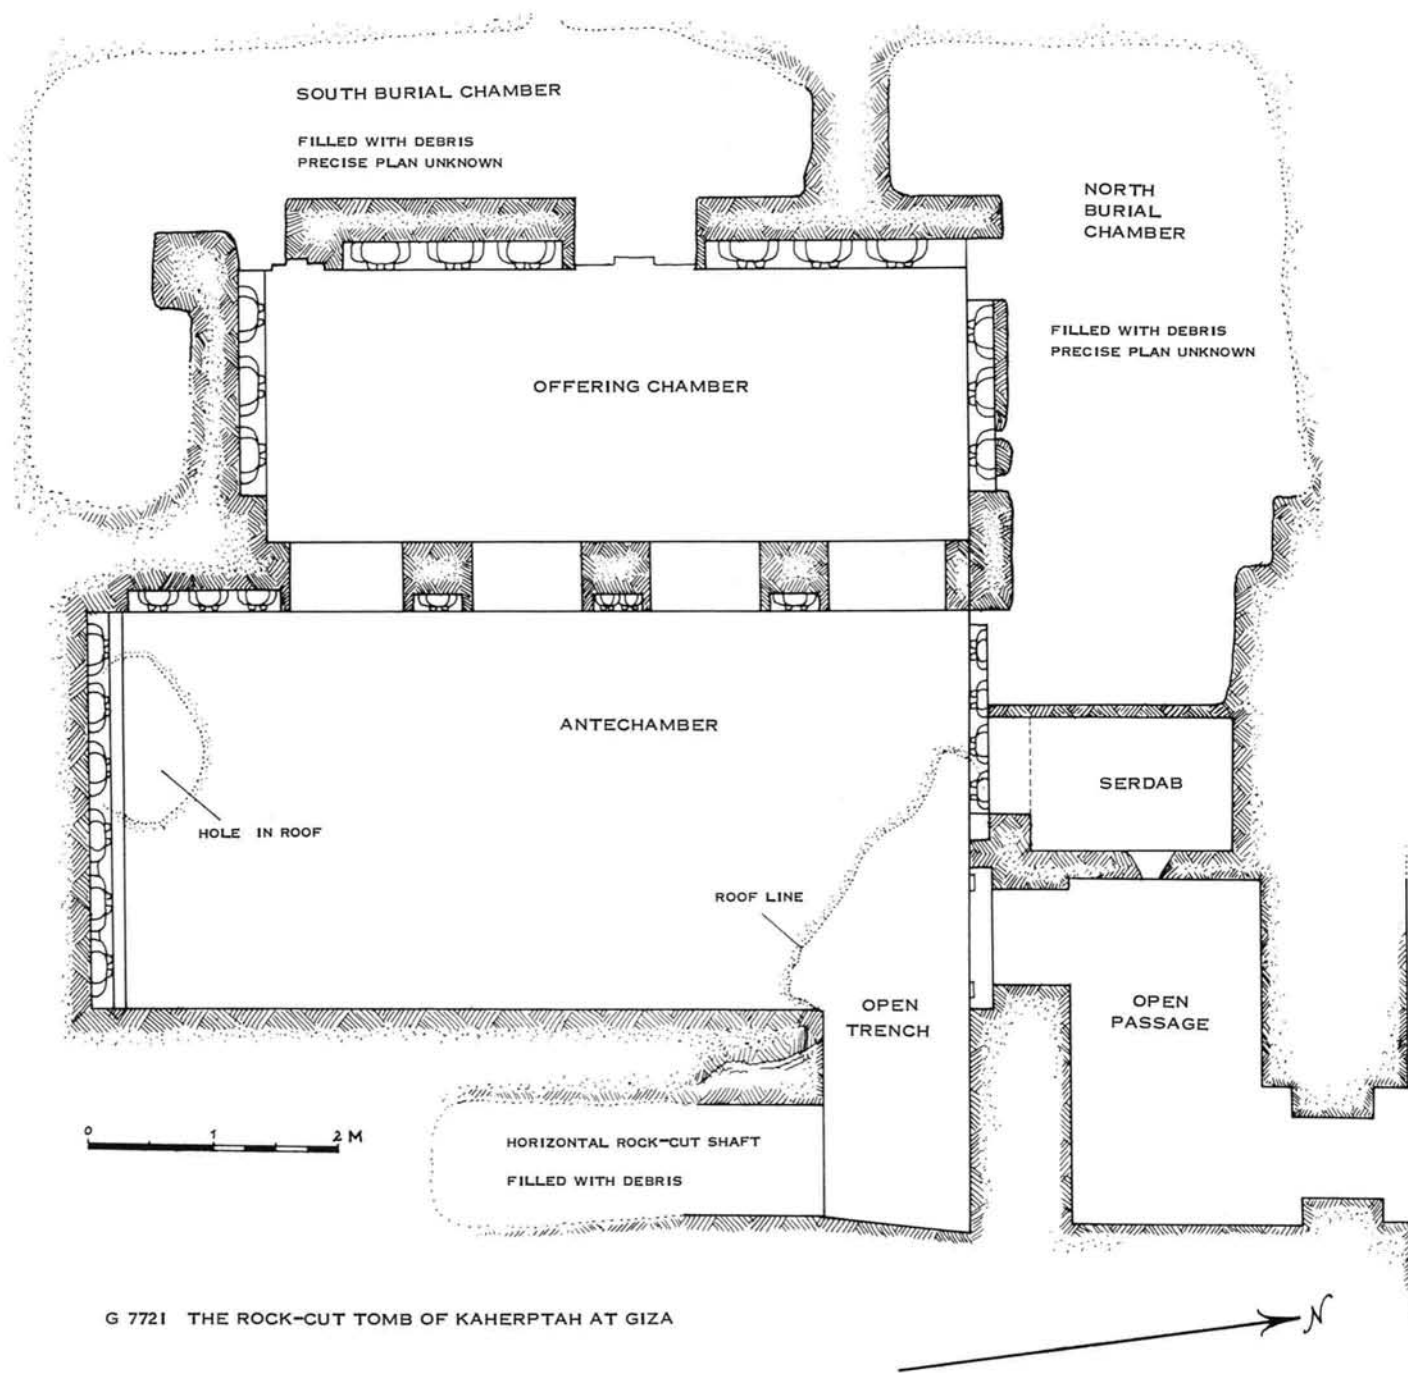 SOUTH BURIAL CHAMBER
FILLED WITH DEBRIS
PRECISE PLAN UNKNOWN
NORTH
BURIAL
CHAMBER
FILLED WITH DEBRIS
PRECISE PLAN UNKNOWN
OFFERING CHAMBER
ANTECHAMBER
SERDAB
HOLE IN ROOF
ROOF LINE
OPEN
TRENCH
OPEN
PASSAGE
0 1 2 M
HORIZONTAL ROCK-CUT SHAFT
FILLED WITH DEBRIS
G 7721 THE ROCK-CUT TOMB OF KAHERPTAH AT GIZA
N